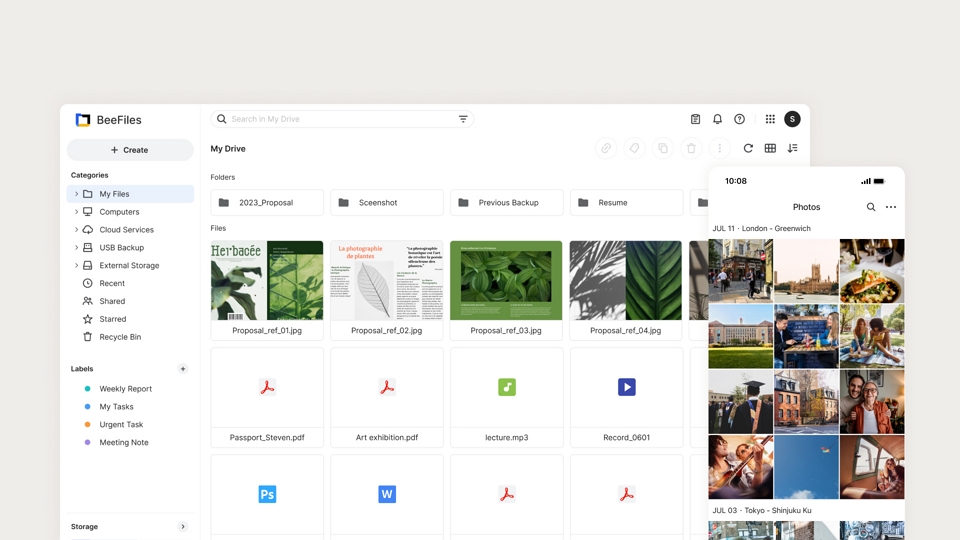 BeeFiles
Search in My Drive
S
Create
My Drive
Categories
My Files
Computers
Cloud Services
USB Backup
External Storage
Recent
Shared
Starred
Recycle Bin
Labels
Weekly Report
My Tasks
Urgent Task
Meeting Note
Storage
Folders
2023_Proposal
Sceenshot
Previous Backup
Resume
Files
Herbacée
La photographie
de plantes
Proposal_ref_01.jpg
Proposal_ref_02.jpg
Proposal_ref_03.jpg
Proposal_ref_04.jpg
Passport_Steven.pdf
Art exhibition.pdf
lecture.mp3
Record_0601
Ps
W
10:08
Photos
JUL 11 · London - Greenwich
JUL 03 · Tokyo - Shinjuku Ku